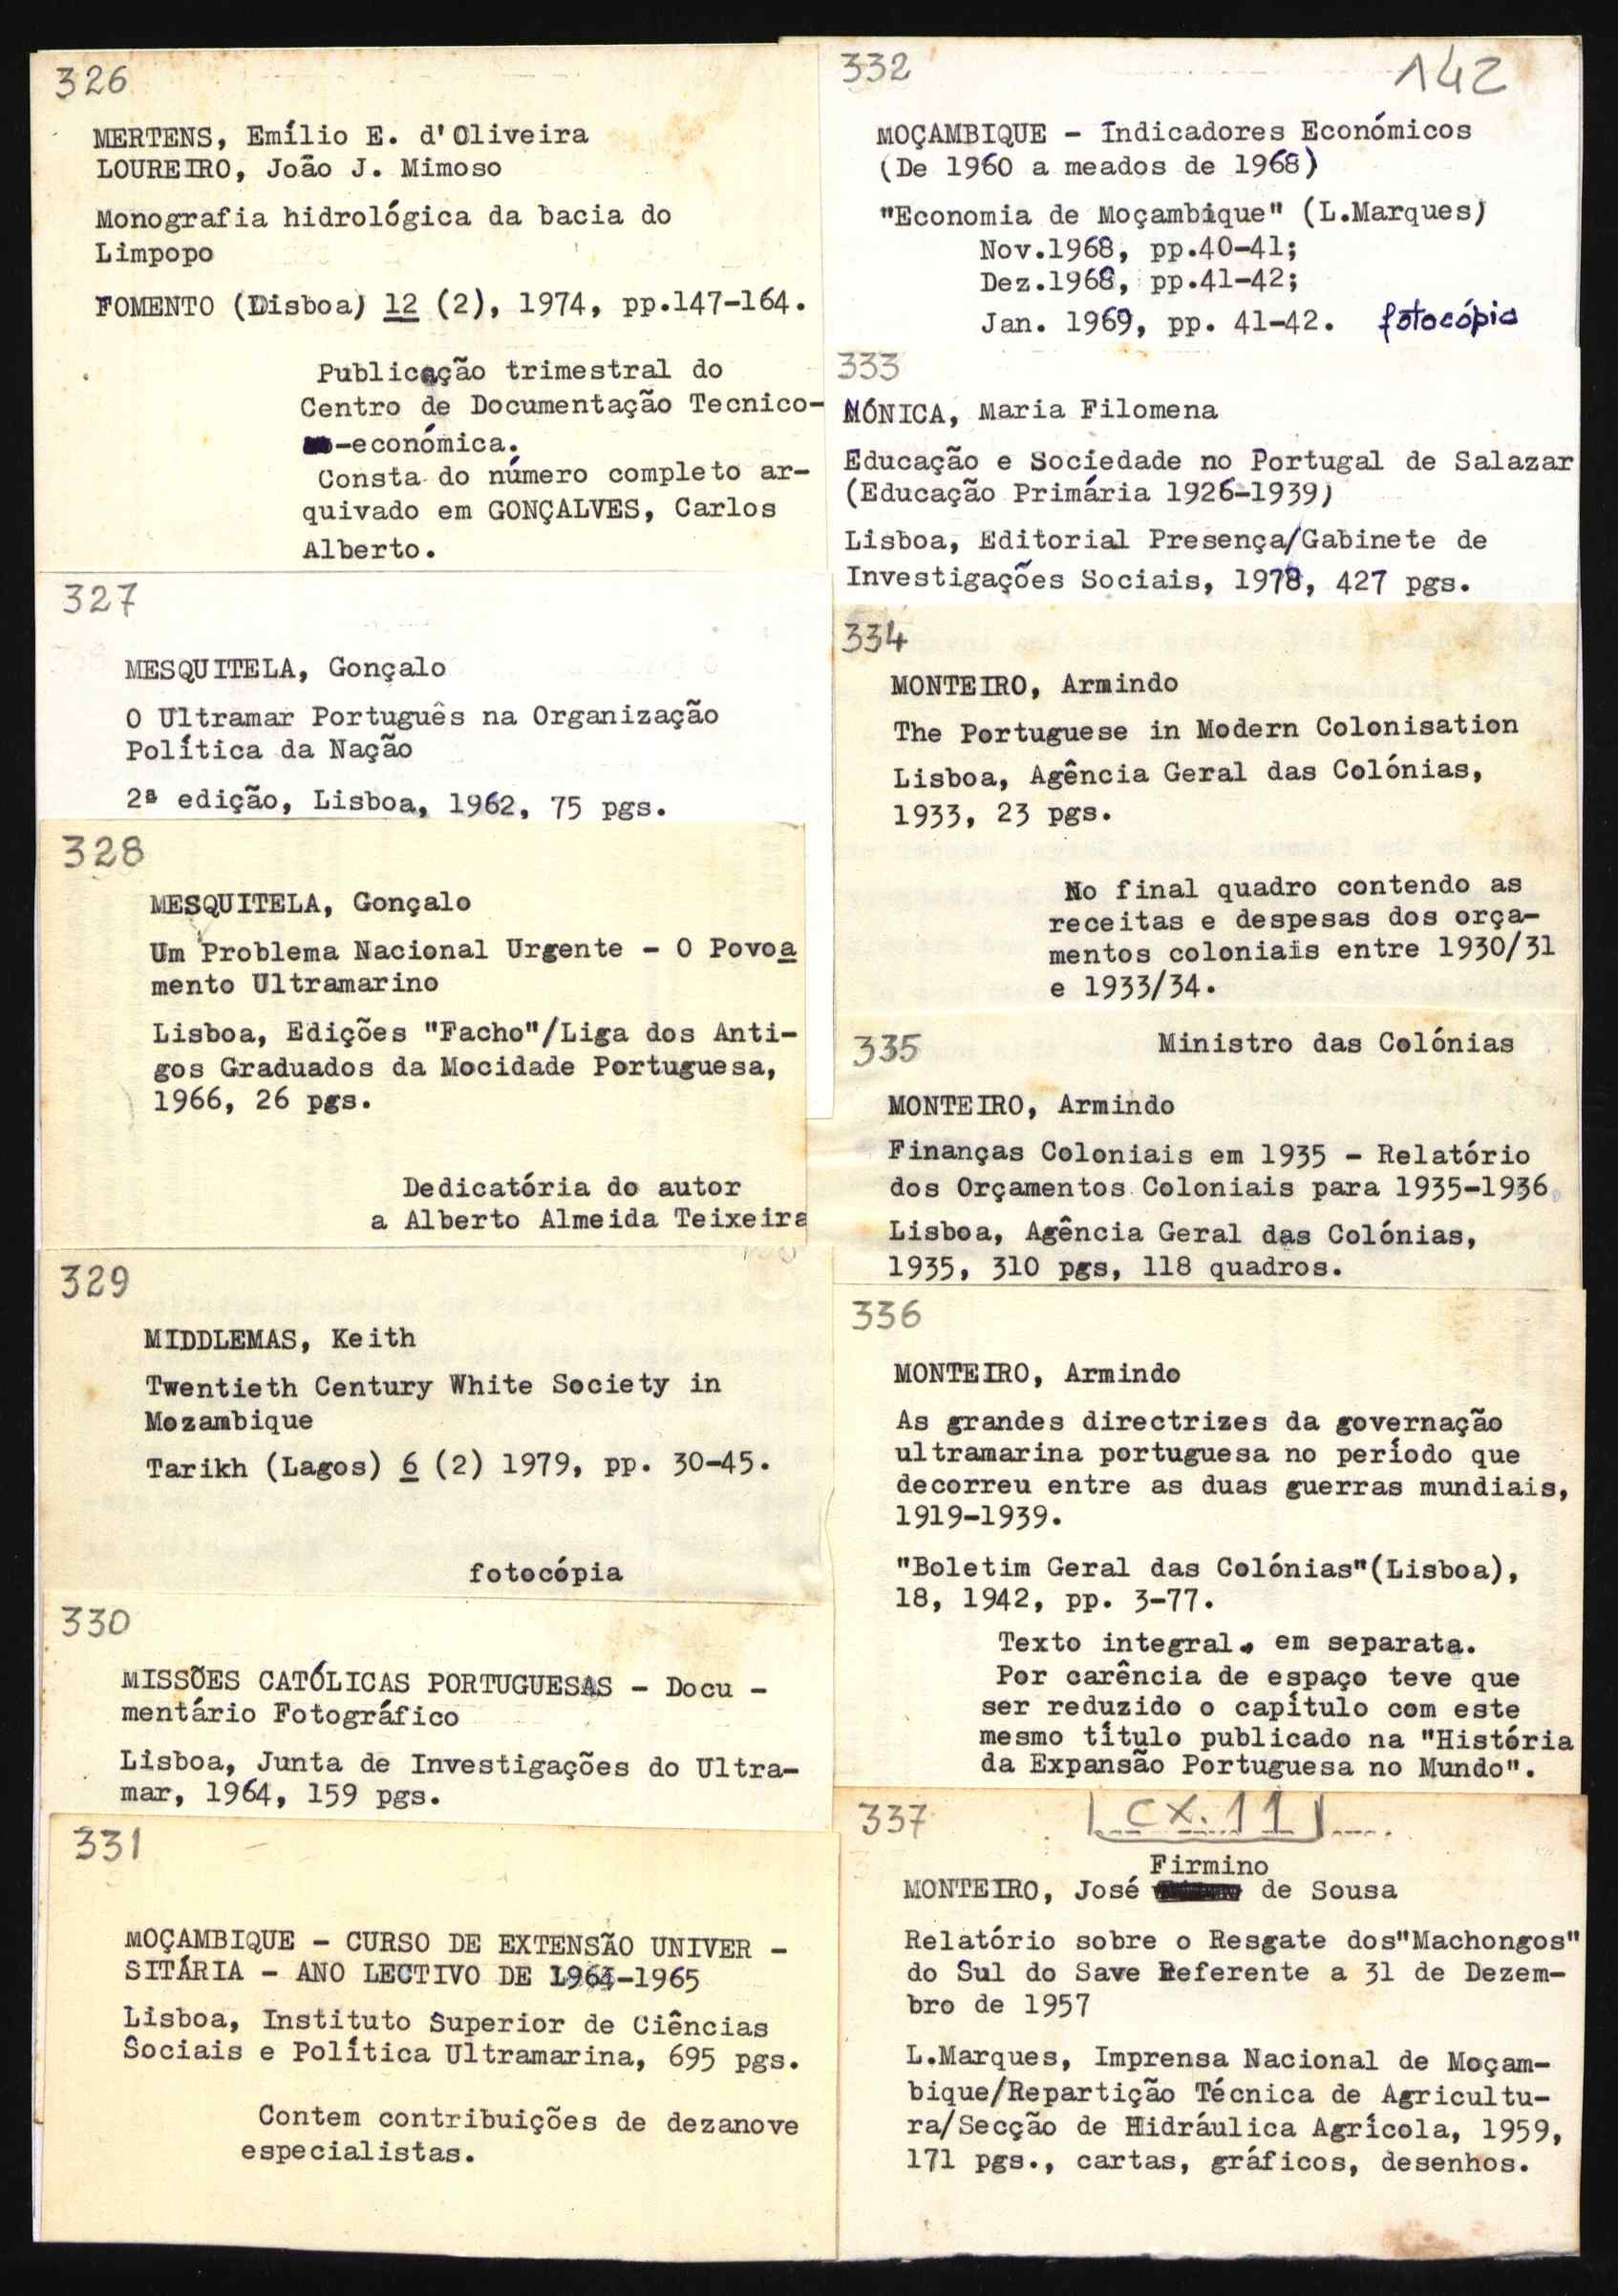 326
MERTENS, Emílio E. d'Oliveira
LOUREIRO, João J. Mimoso
Monografia hidrológica da bacia do
Limpopo
FOMENTO (Lisboa) 12 (2), 1974, pp.147-164.
Publicação trimestral do
Centro de Documentação Tecnico-
-económica.
Consta do número completo ar-
quivado em GONÇALVES, Carlos
Alberto.
327
MESQUITELA, Gonçalo
O Ultramar Português na Organização
Política da Nação
2ª edição, Lisboa, 1962, 75 pgs.
328
MESQUITELA, Gonçalo
Um Problema Nacional Urgente - O Povoa
mento Ultramarino
Lisboa, Edições "Facho"/Liga dos Anti-
gos Graduados da Mocidade Portuguesa,
1966, 26 pgs.
Dedicatória do autor
a Alberto Almeida Teixeira
329
MIDDLEMAS, Keith
Twentieth Century White Society in
Mozambique
Tarikh (Lagos) 6 (2) 1979, pp. 30-45.
fotocópia
330
MISSÕES CATÓLICAS PORTUGUESAS - Docu -
mentário Fotográfico
Lisboa, Junta de Investigações do Ultra-
mar, 1964, 159 pgs.
331
MOÇAMBIQUE - CURSO DE EXTENSÃO UNIVER -
SITÁRIA - ANO LECTIVO DE 1964-1965
Lisboa, Instituto Superior de Ciências
Sociais e Política Ultramarina, 695 pgs.
Contem contribuições de dezanove
especialistas.
332
142
MOÇAMBIQUE - Indicadores Económicos
(De 1960 a meados de 1968)
"Economia de Moçambique" (L.Marques)
Nov.1968, pp.40-41;
Dez.1968, pp.41-42;
Jan. 1969, pp. 41-42. fotocópia
333
MÓNICA, Maria Filomena
Educação e Sociedade no Portugal de Salazar
(Educação Primária 1926-1939)
Lisboa, Editorial Presença/Gabinete de
Investigações Sociais, 1978, 427 pgs.
334
MONTEIRO, Armindo
The Portuguese in Modern Colonisation
Lisboa, Agência Geral das Colónias,
1933, 23 pgs.
No final quadro contendo as
receitas e despesas dos orça-
mentos coloniais entre 1930/31
e 1933/34.
335
Ministro das Colónias
MONTEIRO, Armindo
Finanças Coloniais em 1935 - Relatório
dos Orçamentos Coloniais para 1935-1936
Lisboa, Agência Geral das Colónias,
1935, 310 pgs, 118 quadros.
336
MONTEIRO, Armindo
As grandes directrizes da governação
ultramarina portuguesa no período que
decorreu entre as duas guerras mundiais,
1919-1939.
"Boletim Geral das Colónias"(Lisboa),
18, 1942, pp. 3-77.
Texto integral, em separata.
Por carência de espaço teve que
ser reduzido o capítulo com este
mesmo título publicado na "História
da Expansão Portuguesa no Mundo".
337
CX. 11
Firmino
MONTEIRO, José de Sousa
Relatório sobre o Resgate dos"Machongos"
do Sul do Save Referente a 31 de Dezem-
bro de 1957
L.Marques, Imprensa Nacional de Moçam-
bique/Repartição Técnica de Agricultu-
ra/Secção de Hidráulica Agrícola, 1959,
171 pgs., cartas, gráficos, desenhos.